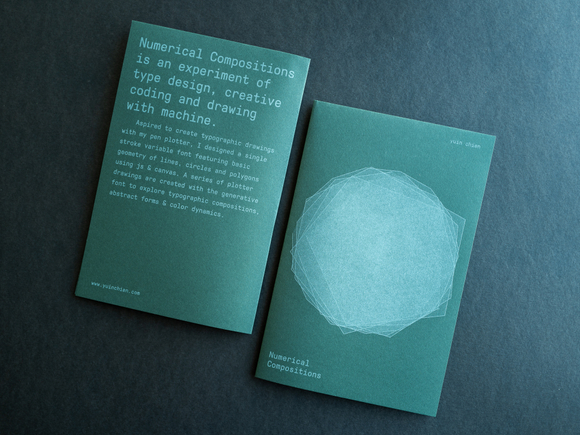 Numerical Compositions
is an experiment of
type design, creative
coding and drawing
with machine.
Aspired to create typographic drawings
with my pen plotter, I designed a single
stroke variable font featuring basic
geometry of lines, circles and polygons
using js & canvas. A series of plotter
drawings are created with the generative
font to explore typographic compositions,
abstract forms & color dynamics.
www.yuinchien.com
yuin chien
Numerical
Compositions